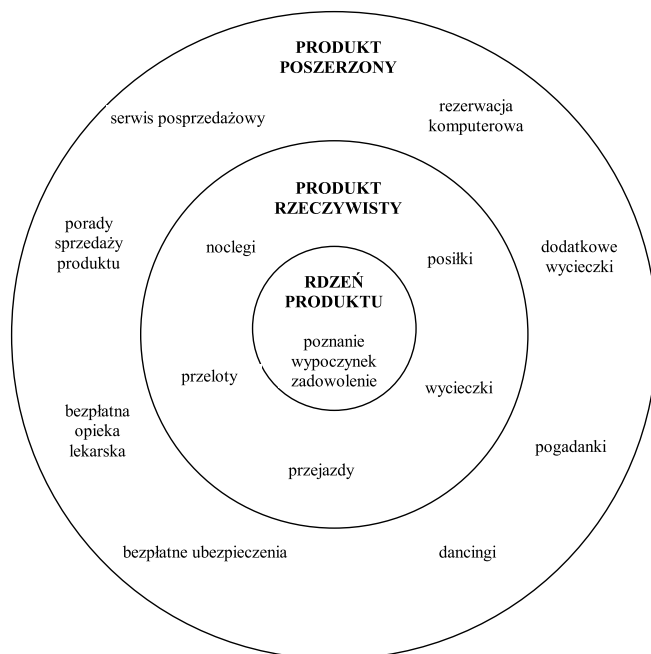 PRODUKT
POSZERZONY
serwis posprzedażowy
rezerwacja
komputerowa
PRODUKT
RZECZYWISTY
porady
sprzedaży
produktu
noclegi
posiłki
dodatkowe
wycieczki
RDZEŃ
PRODUKTU
poznanie
wypoczynek
zadowolenie
przeloty
wycieczki
bezpłatna
opieka
lekarska
pogadanki
przejazdy
bezpłatne ubezpieczenia
dancingi